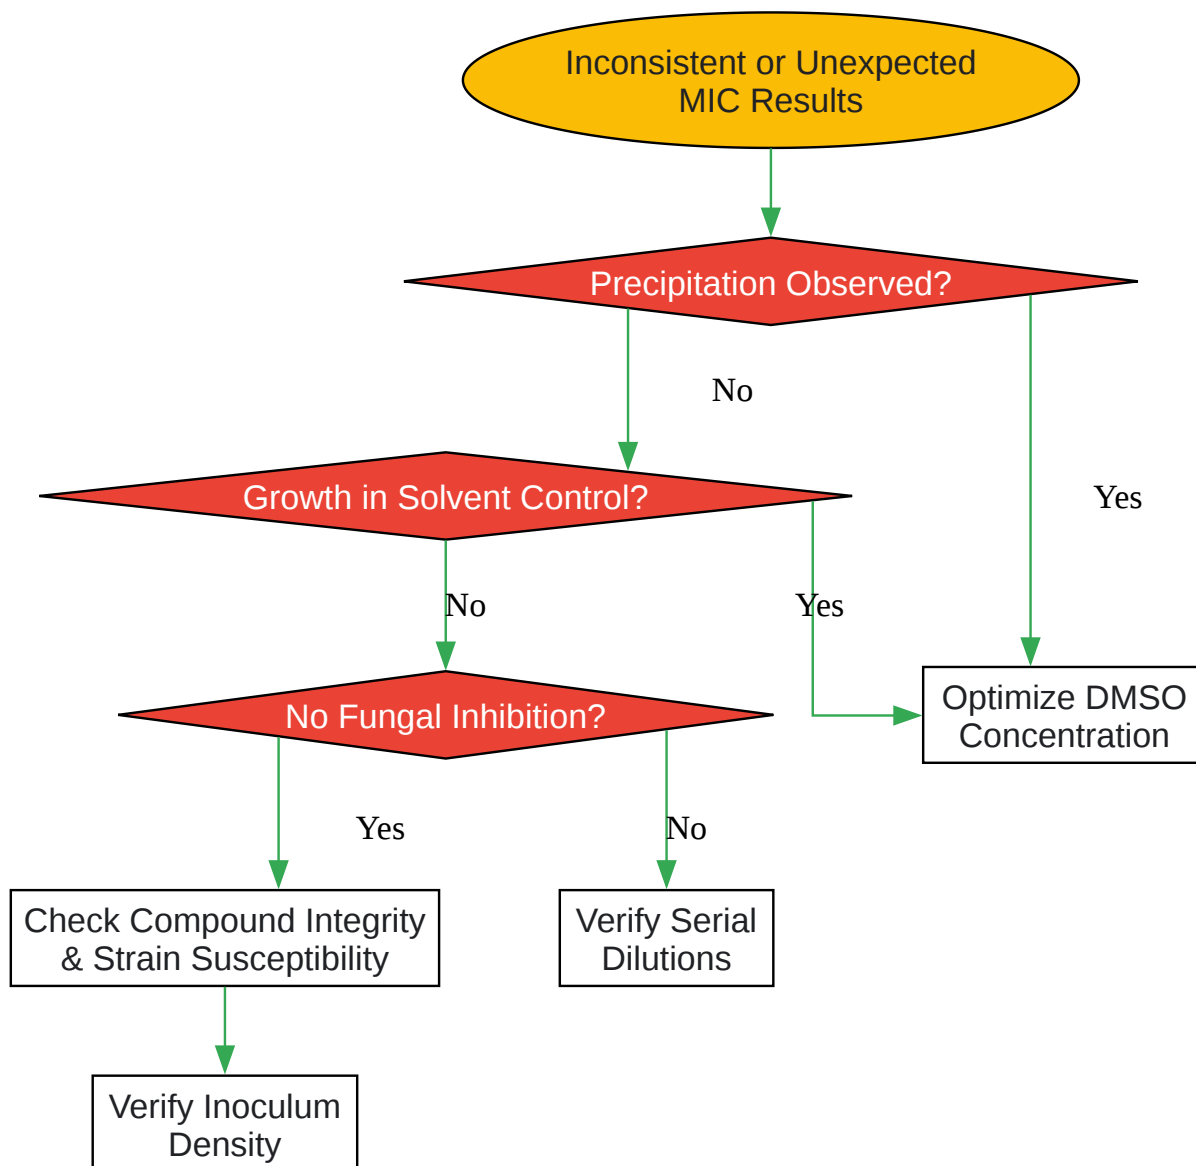 Inconsistent or Unexpected
MIC Results
Precipitation Observed?
No
Growth in Solvent Control?
Yes
No
Yes
No Fungal Inhibition?
Optimize DMSO
Concentration
Yes
No
Check Compound Integrity
& Strain Susceptibility
Verify Serial
Dilutions
Verify Inoculum
Density